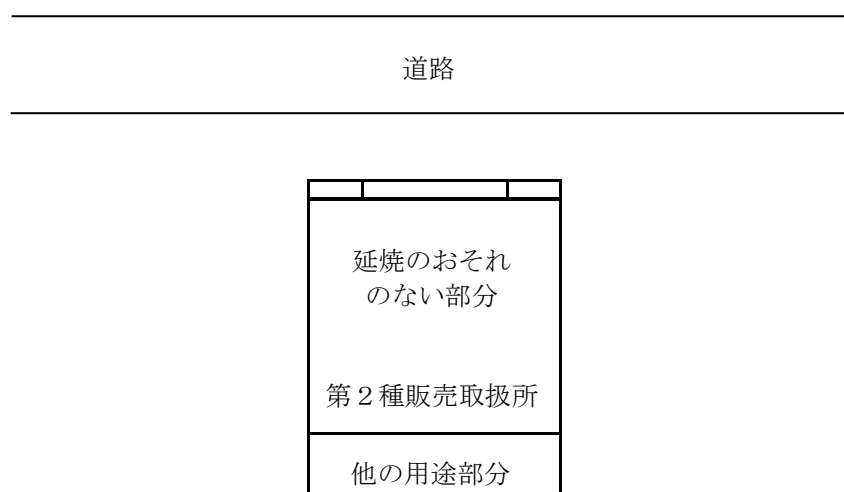 道路
延焼のおそれ
のない部分
第２種販売取扱所
他の用途部分